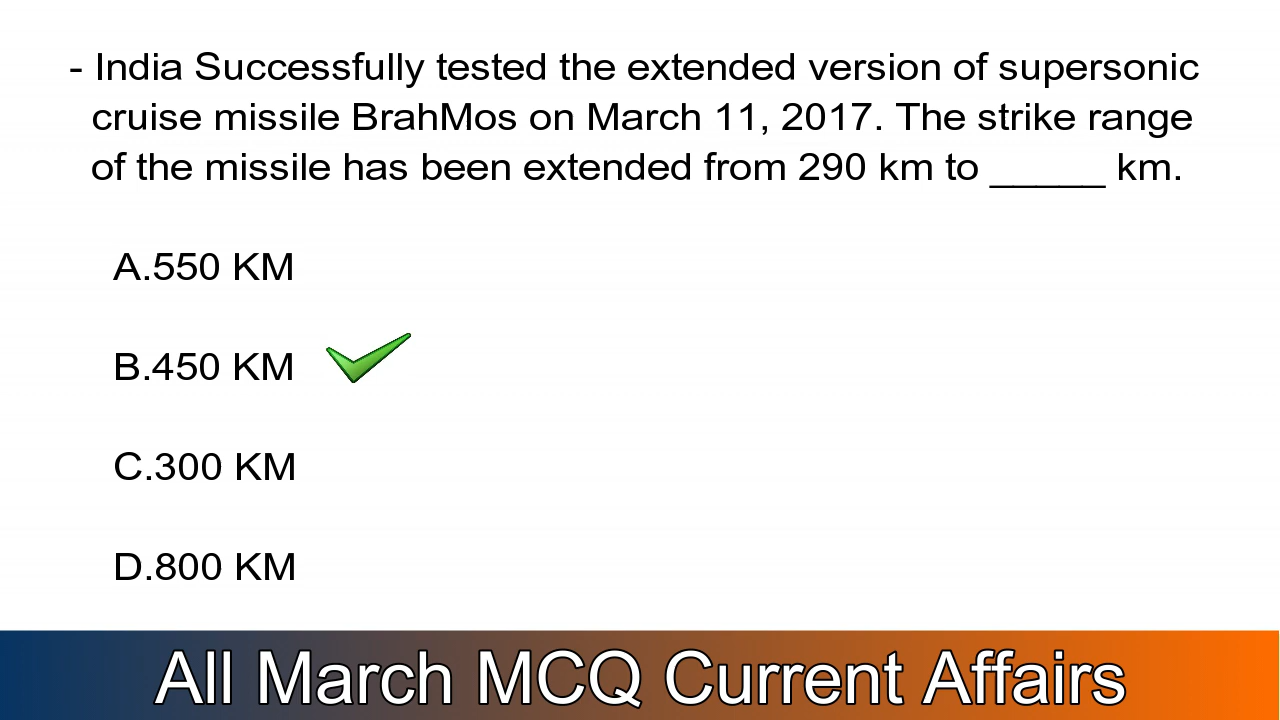 - India Successfully tested the extended version of supersonic
cruise missile BrahMos on March 11, 2017. The strike range
of the missile has been extended from 290 km to _____ km.
A.550 KM
B.450 KM
C.300 KM
D.800 KM
All March MCQ Current Affairs